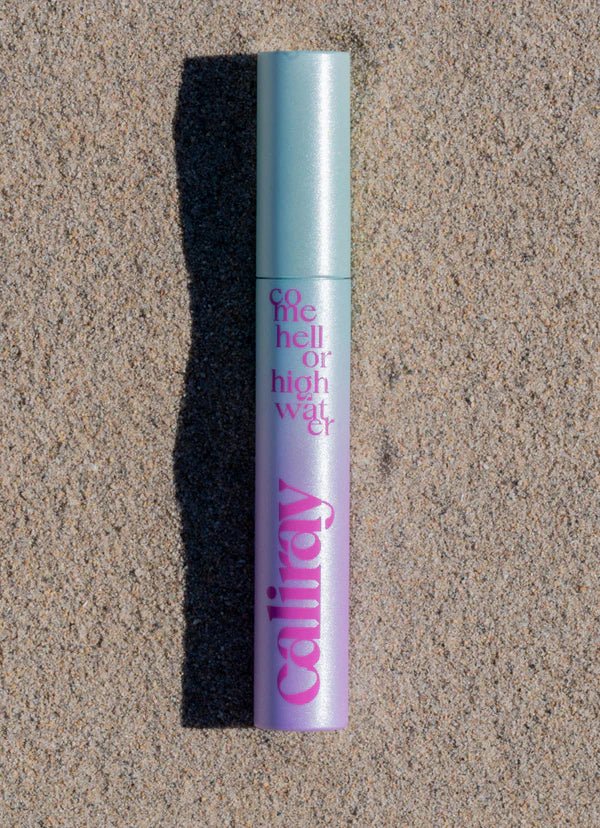 co
me
hell
or
high
wat
er
caliray